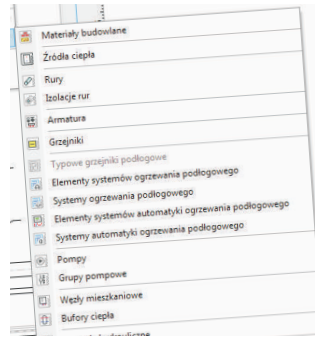 Materiały budowlane
Źródła ciepła
Rury
Izolacje rur
Armatura
Grzejniki
Typowe grzejniki podłogowe
Elementy systemów ogrzewania podłogowego
Systemy ogrzewania podłogowego
Elementy systemów automatyki ogrzewania podłogowego
Systemy automatyki ogrzewania podłogowego
Pompy
Grupy pompowe
Węzły mieszkaniowe
Bufory ciepła